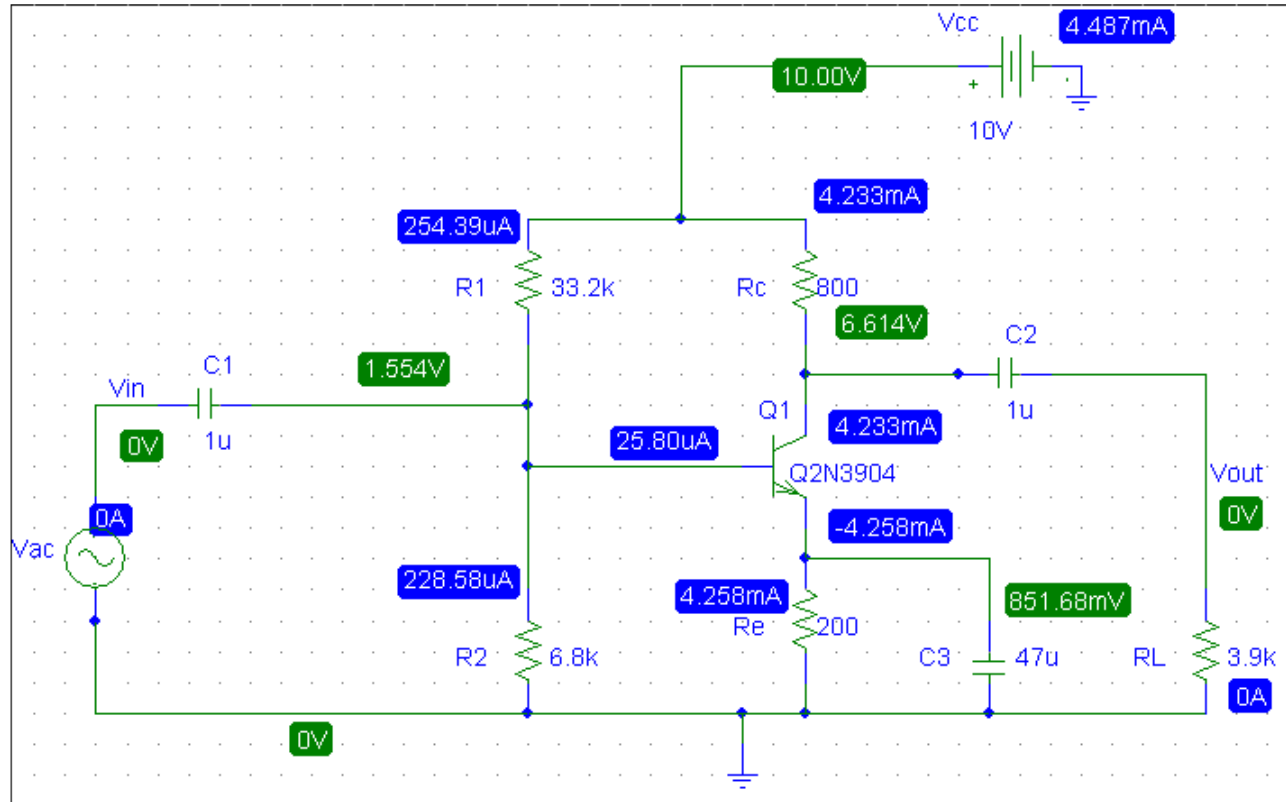 Vcc
4.487mA
10.00V
+
-
10V
254.39uA
4.233mA
R1
33.2k
Rc
800
6.614V
C2
1u
1.554V
C1
Vin
1u
0V
Q1
4.233mA
25.80uA
Q2N3904
Vout
0V
0A
Vac
-4.258mA
228.58uA
4.258mA
851.68mV
Re
200
R2
6.8k
C3
47u
RL
3.9k
0A
0V